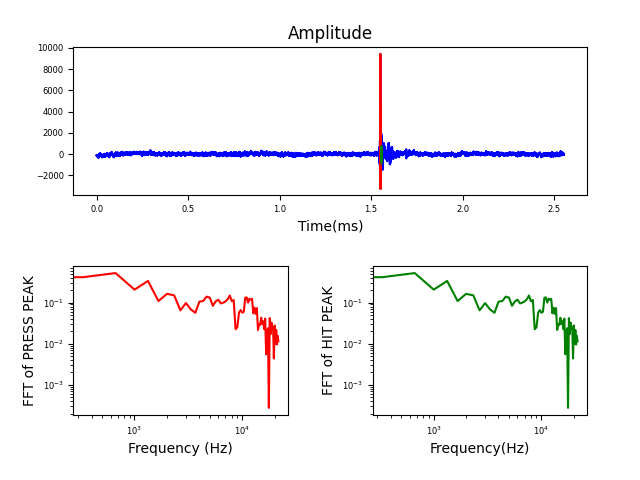 Amplitude
10000
8000
6000
4000
2000
0
−2000
0.0 0.5 1.0 1.5 2.0 2.5
Time(ms)
FFT of PRESS PEAK
10⁻¹
10⁻²
10⁻³
10³ 10⁴
Frequency (Hz)
FFT of HIT PEAK
10⁻¹
10⁻²
10⁻³
10³ 10⁴
Frequency(Hz)